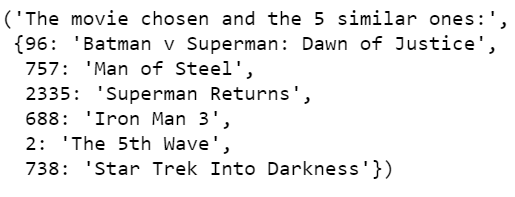 ('The movie chosen and the 5 similar ones:',
{96: 'Batman v Superman: Dawn of Justice',
757: 'Man of Steel',
2335: 'Superman Returns',
688: 'Iron Man 3',
2: 'The 5th Wave',
738: 'Star Trek Into Darkness'})